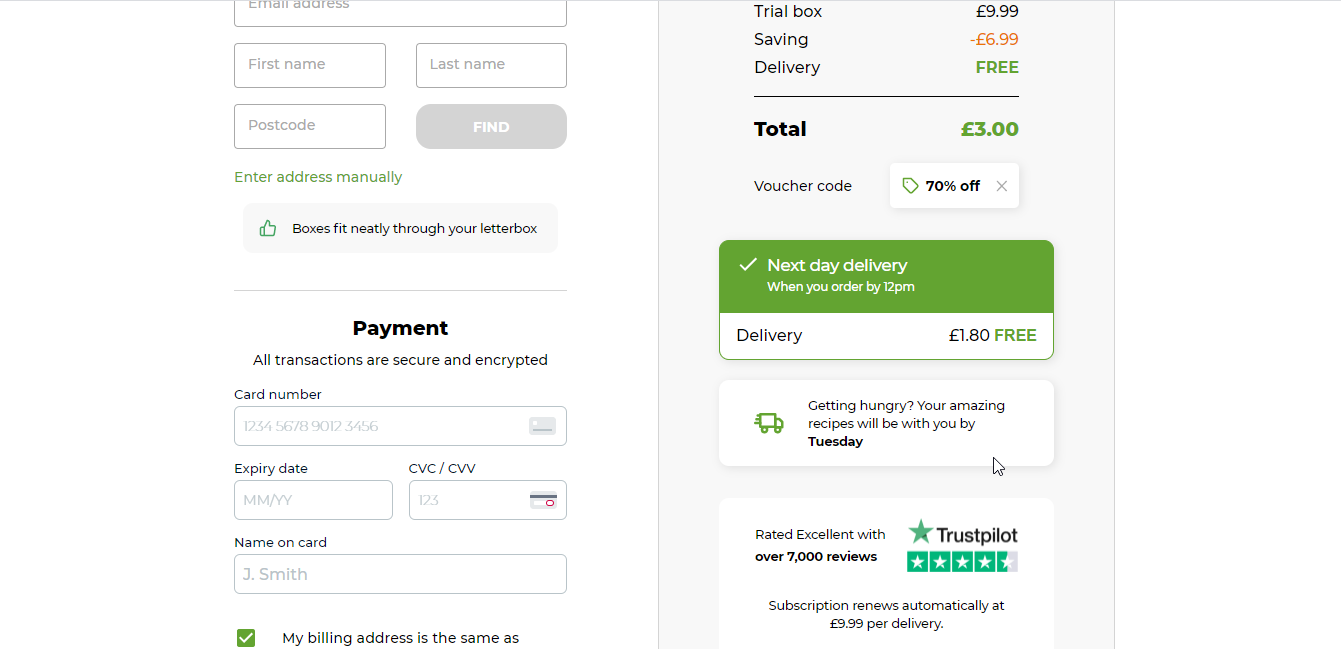 Email address
First name
Last name
Postcode
FIND
Enter address manually
Boxes fit neatly through your letterbox
Payment
All transactions are secure and encrypted
Card number
1234 5678 9012 3456
Expiry date
CVC / CVV
MM/YY
123
Name on card
J. Smith
My billing address is the same as
Trial box £9.99
Saving -£6.99
Delivery FREE
Total £3.00
Voucher code 70% off
Next day delivery
When you order by 12pm
Delivery £1.80 FREE
Getting hungry? Your amazing
recipes will be with you by
Tuesday
Rated Excellent with
over 7,000 reviews
Trustpilot
Subscription renews automatically at
£9.99 per delivery.